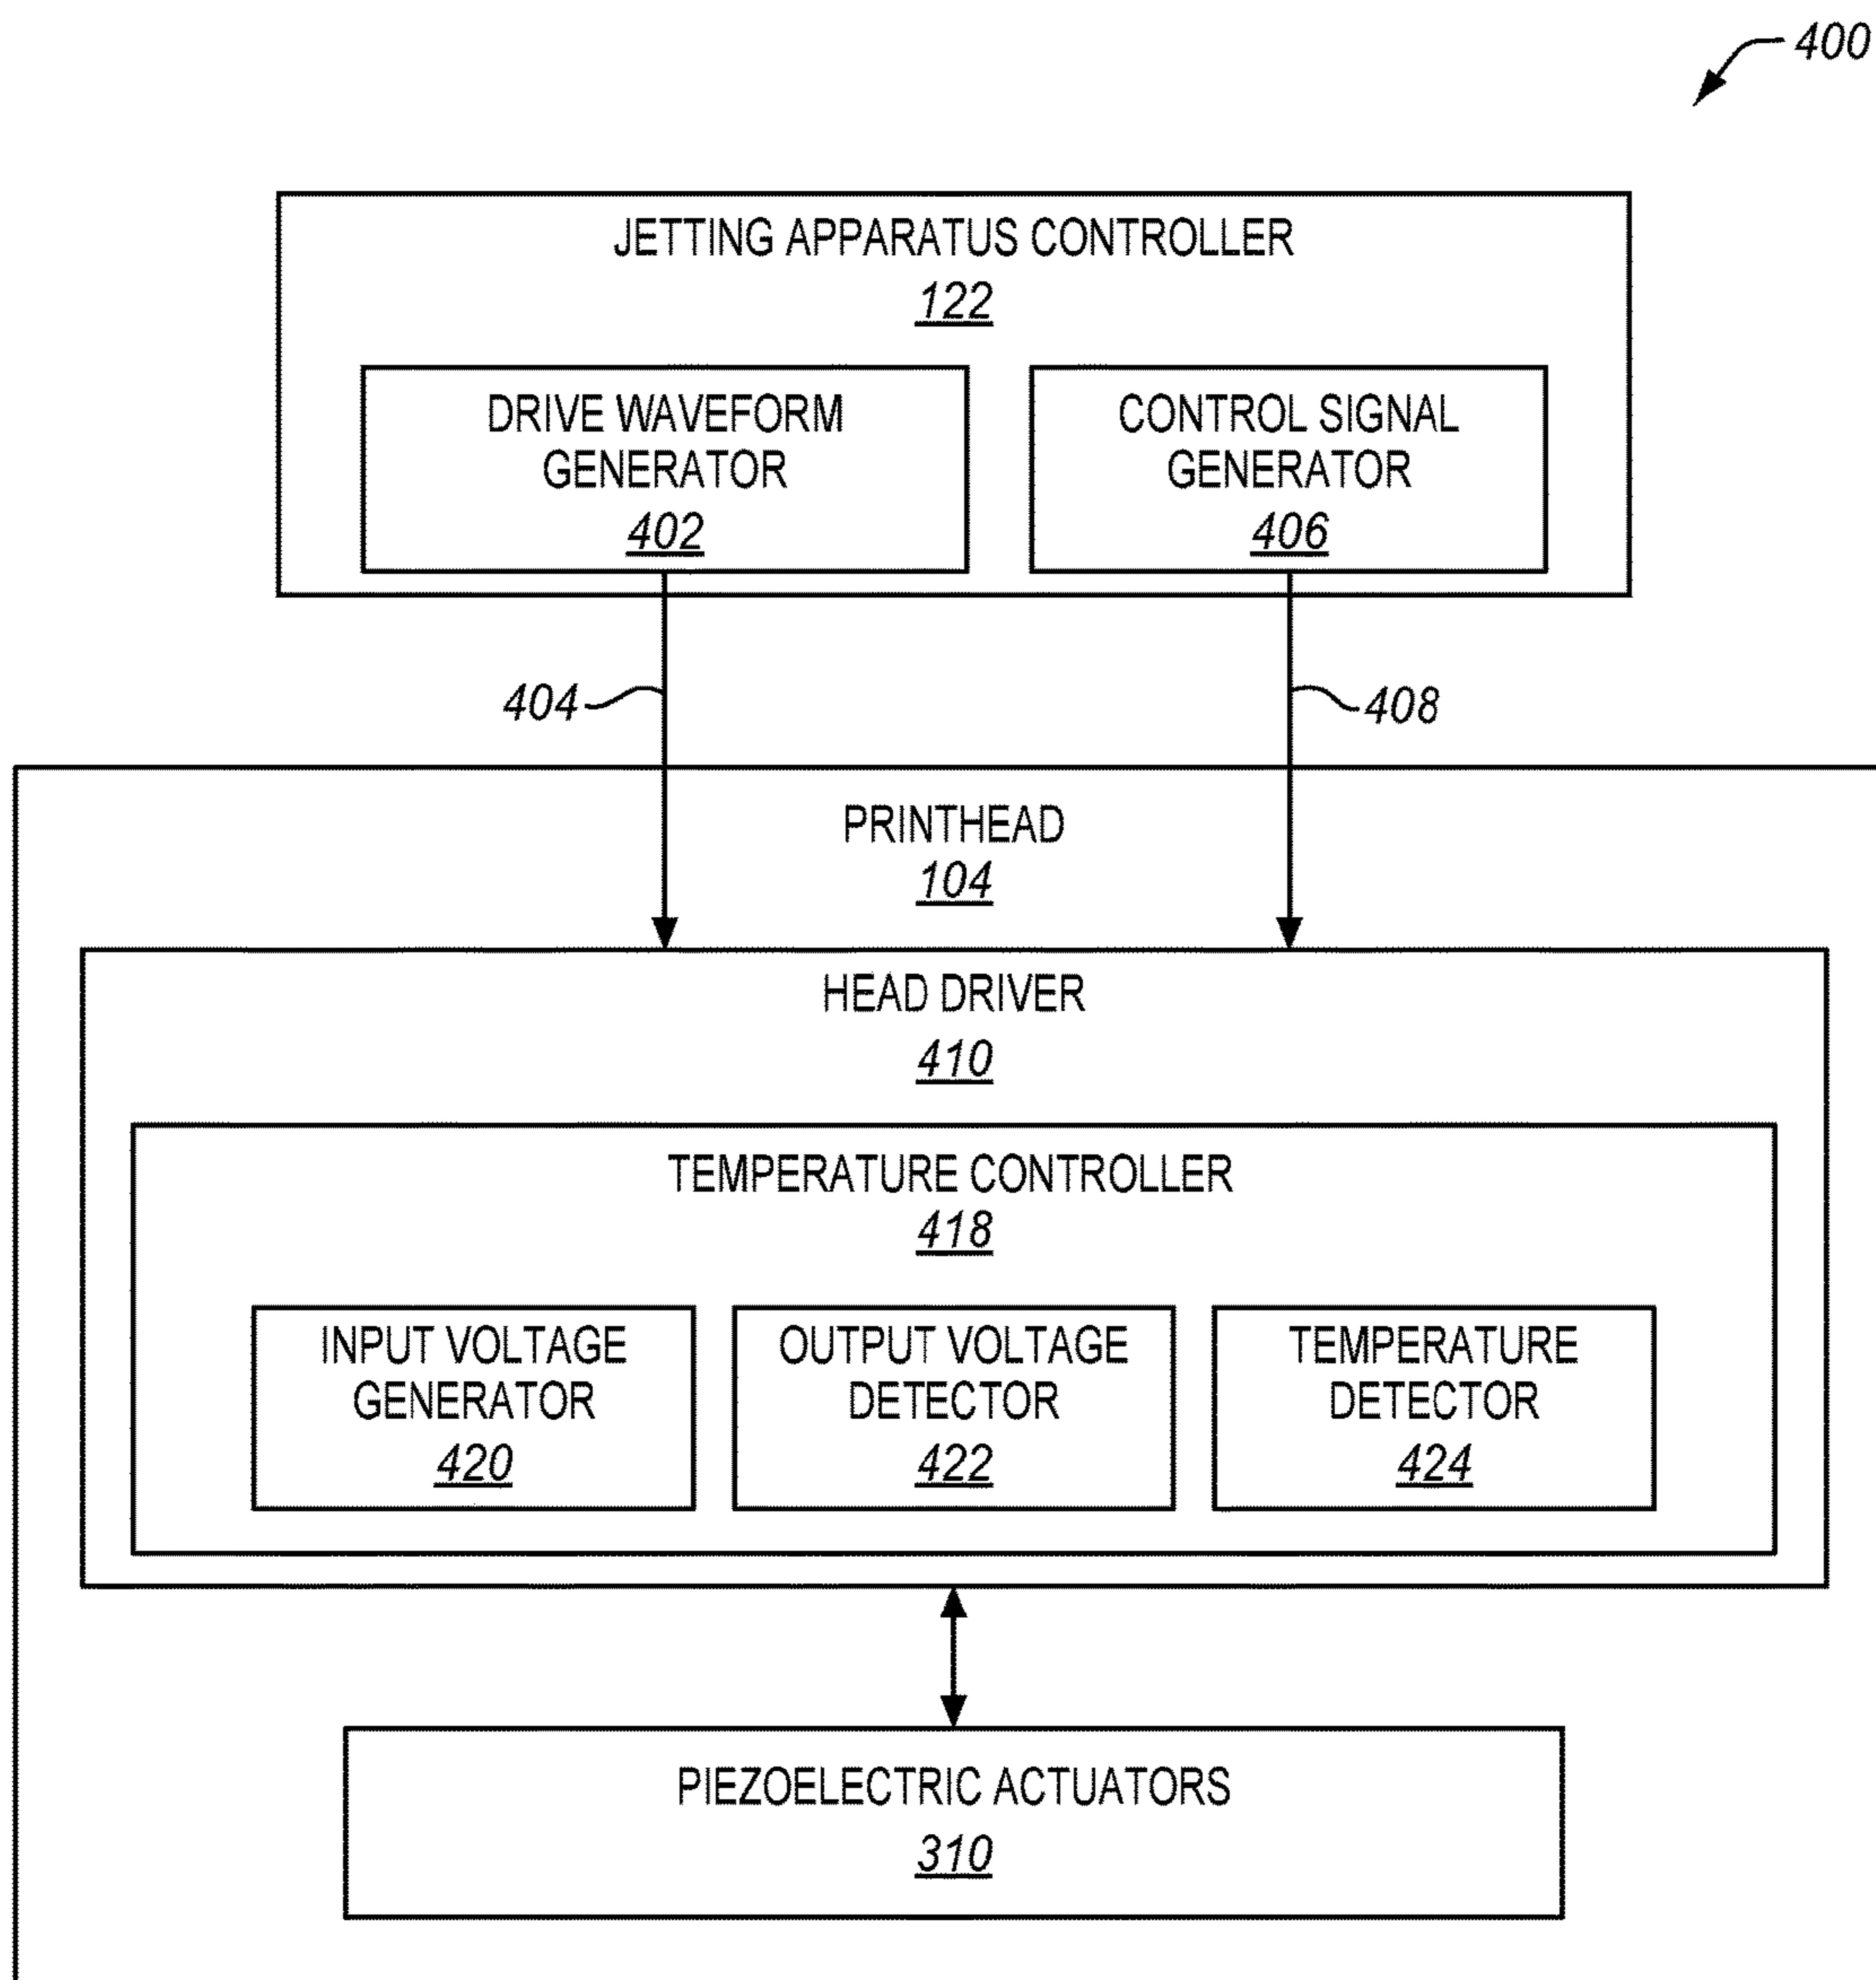 400
JETTING APPARATUS CONTROLLER
122
DRIVE WAVEFORM
GENERATOR
402
CONTROL SIGNAL
GENERATOR
406
404
408
PRINTHEAD
104
HEAD DRIVER
410
TEMPERATURE CONTROLLER
418
INPUT VOLTAGE
GENERATOR
420
OUTPUT VOLTAGE
DETECTOR
422
TEMPERATURE
DETECTOR
424
PIEZOELECTRIC ACTUATORS
310